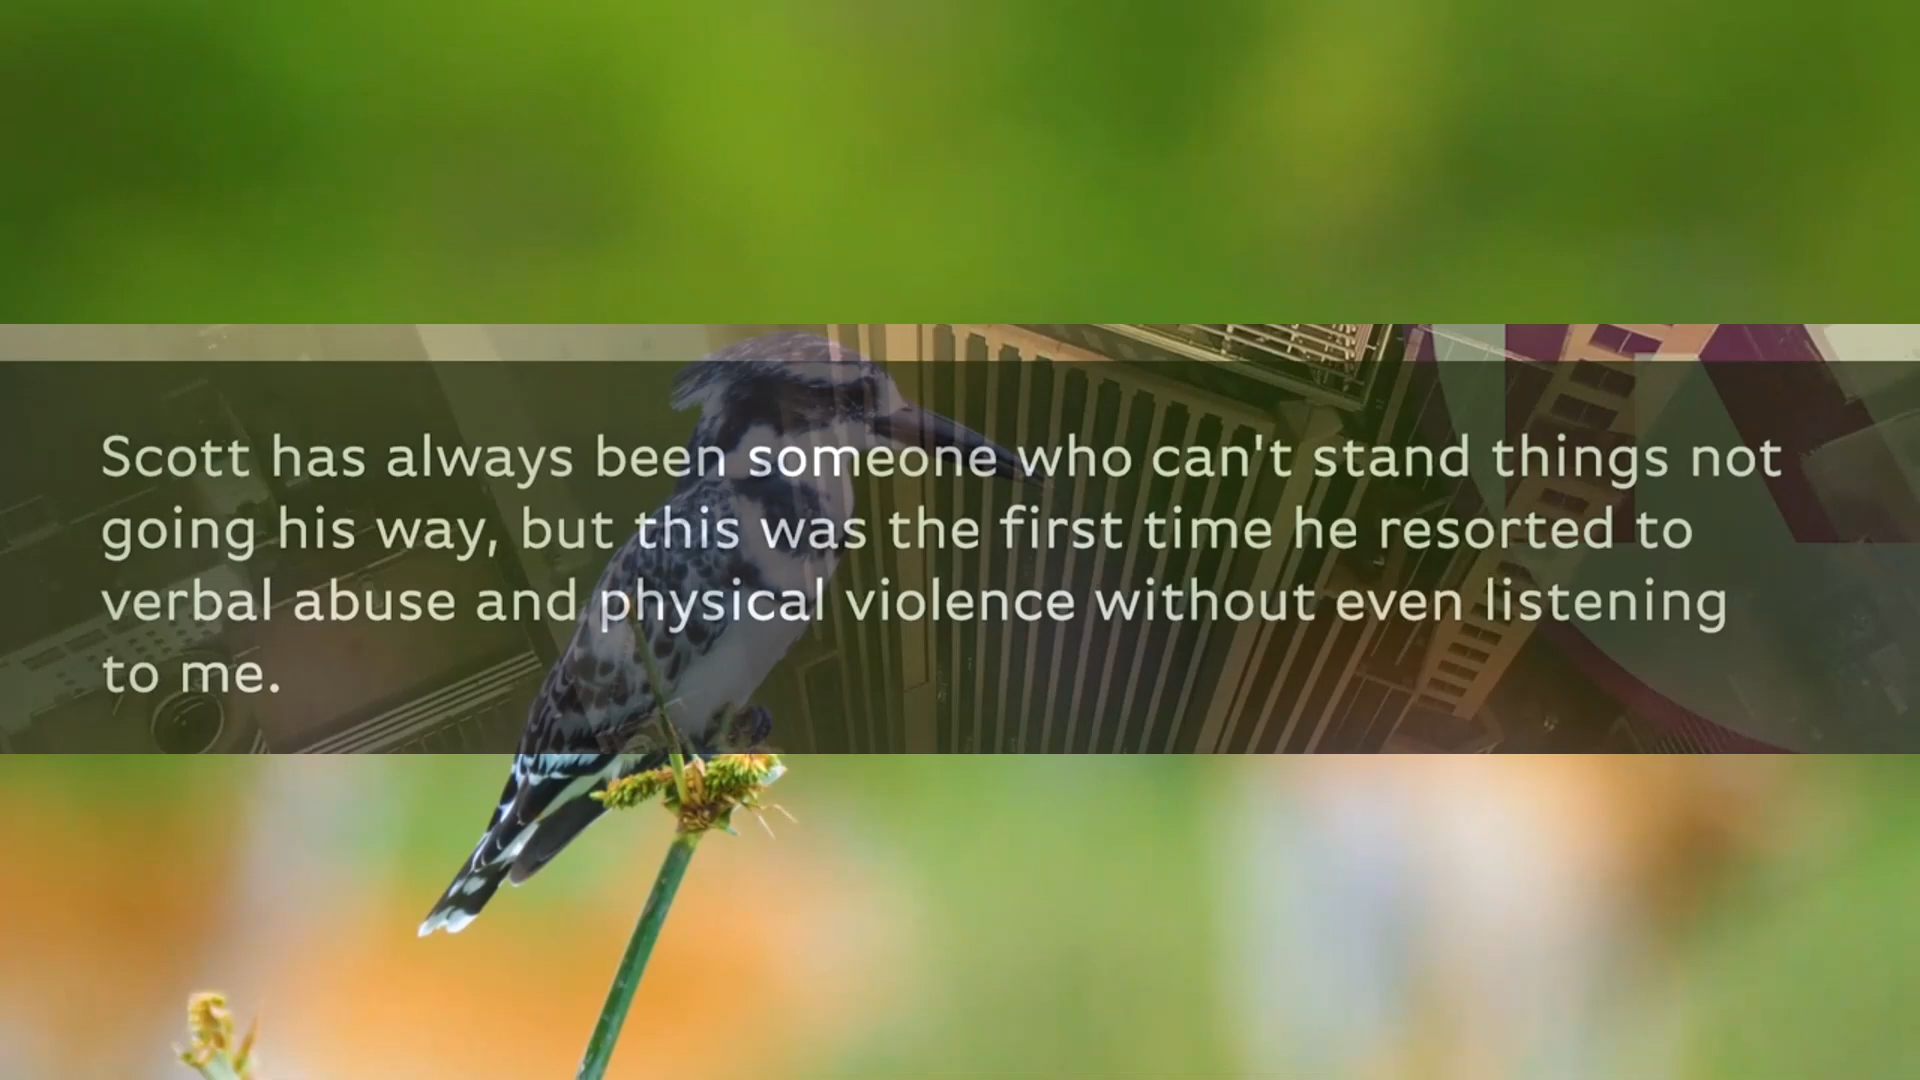 Scott has always been someone who can't stand things not
going his way, but this was the first time he resorted to
verbal abuse and physical violence without even listening
to me.